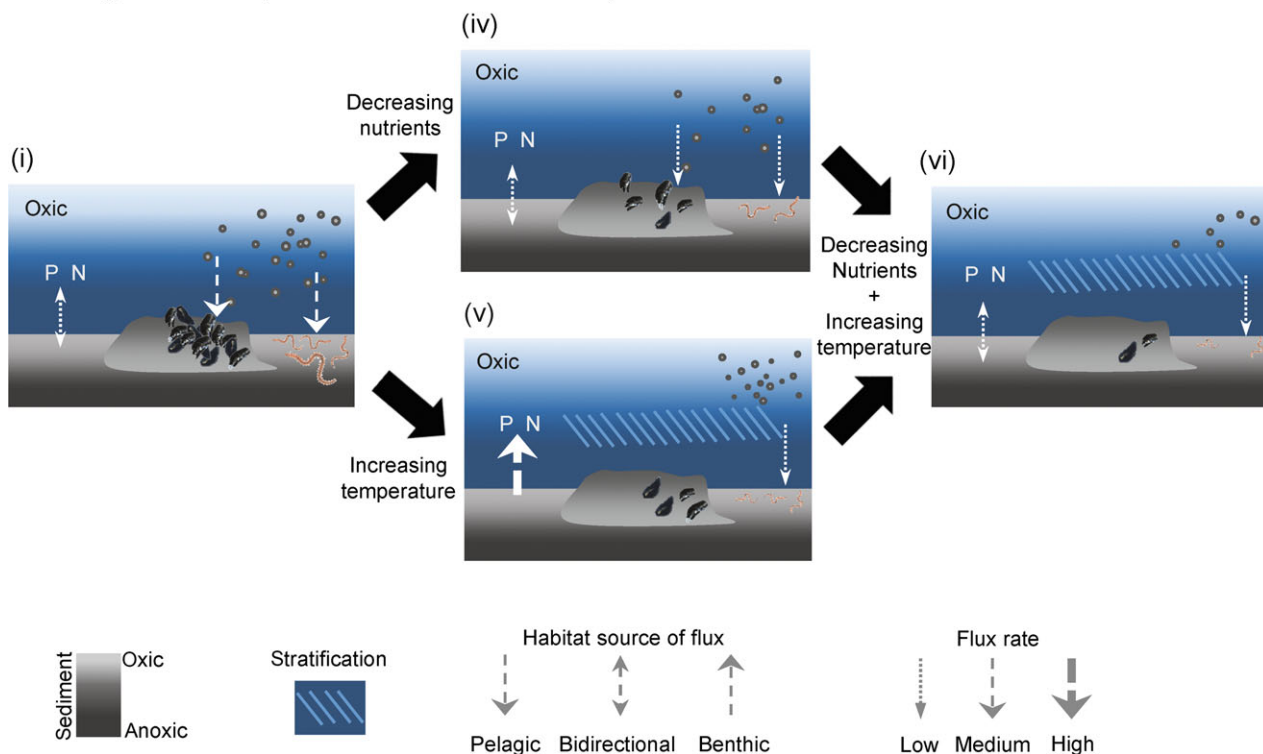 (i)
Oxic
P N
Decreasing
nutrients
Increasing
temperature
(iv)
Oxic
P N
(v)
Oxic
P N
Decreasing
Nutrients
+
Increasing
temperature
(vi)
Oxic
P N
Sediment
Oxic
Anoxic
Stratification
Habitat source of flux
Pelagic Bidirectional Benthic
Flux rate
Low Medium High